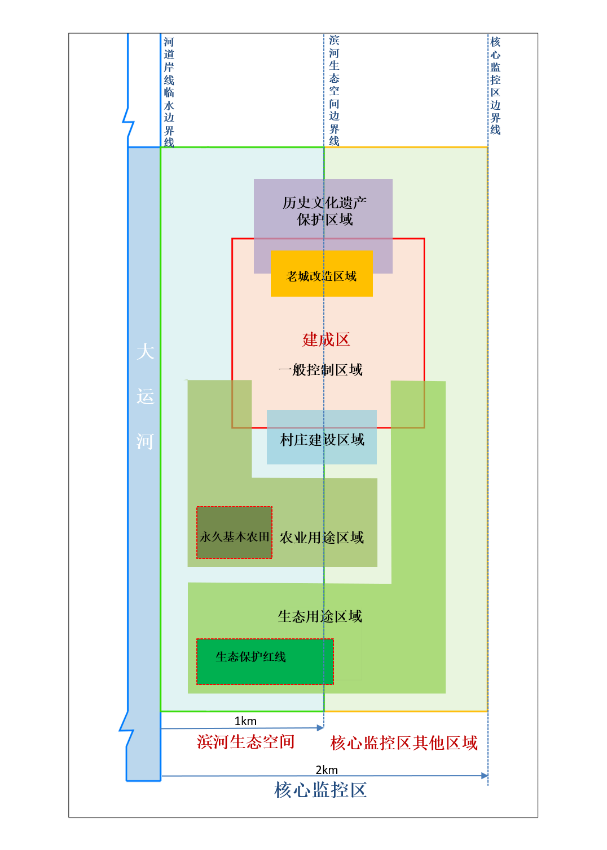 河道岸线临水边界线
滨河生态空间边界线
核心监控区边界线
历史文化遗产
保护区域
老城改造区域
建成区
一般控制区域
大运河
村庄建设区域
永久基本农田
农业用途区域
生态用途区域
生态保护红线
1km
滨河生态空间
核心监控区其他区域
2km
核心监控区